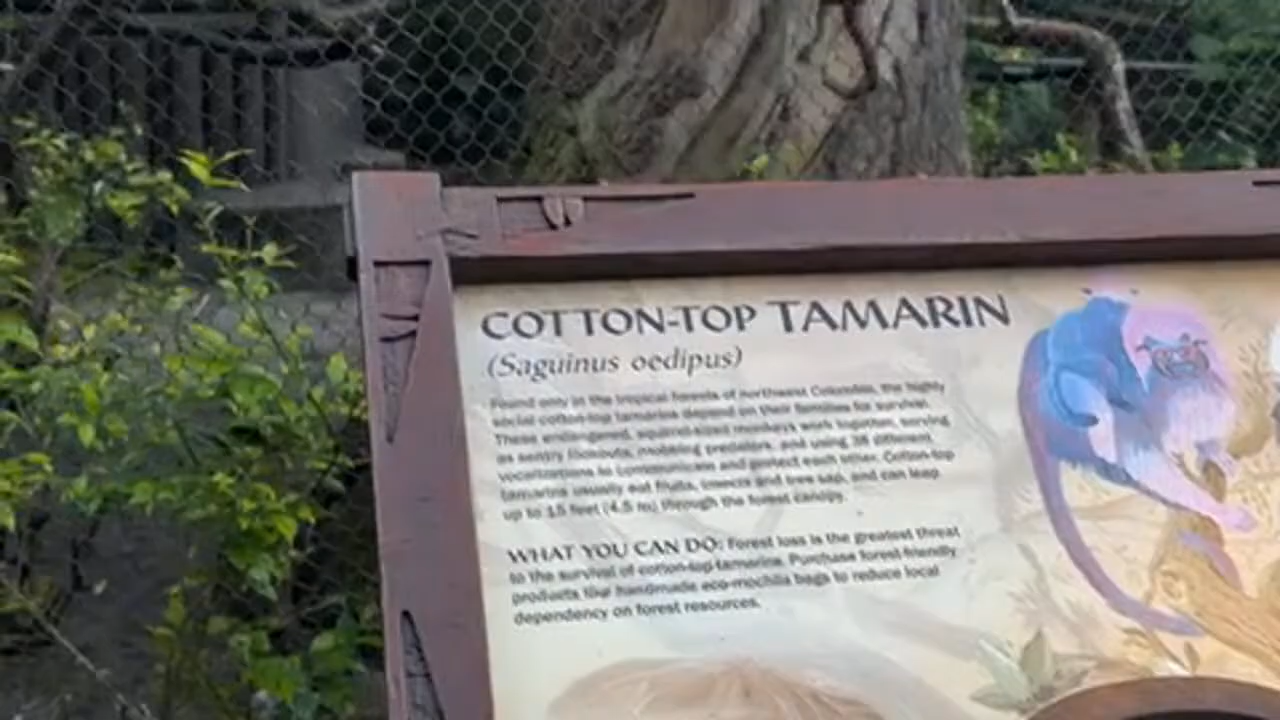 COTTON-TOP TAMARIN
(Saguinus oedipus)
Found only in the tropical forests of northwest Colombia, the highly
social cotton-top tamarins depend on their families for survival.
These endangered, squirrel-sized monkeys work together, serving
as sentry lookouts, mobbing predators, and using 38 different
vocalizations to communicate and protect each other. Cotton-top
tamarins usually eat fruits, insects and tree sap, and can leap
up to 15 feet (4.5 m) through the forest canopy.
WHAT YOU CAN DO: Forest loss is the greatest threat
to the survival of cotton-top tamarins. Purchase forest-friendly
products like handmade eco-mochila bags to reduce local
dependency on forest resources.